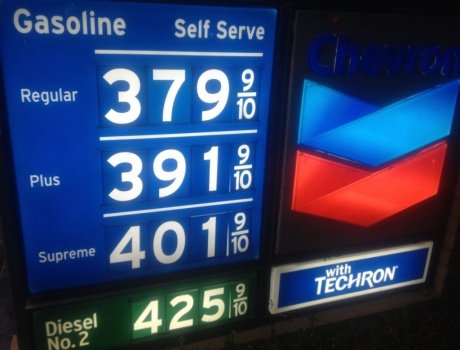 Gasoline Self Serve
Regular 379 9/10
Plus 391 9/10
Supreme 401 9/10
Diesel
No. 2 425 9/10
Chevron
with
TECHRON